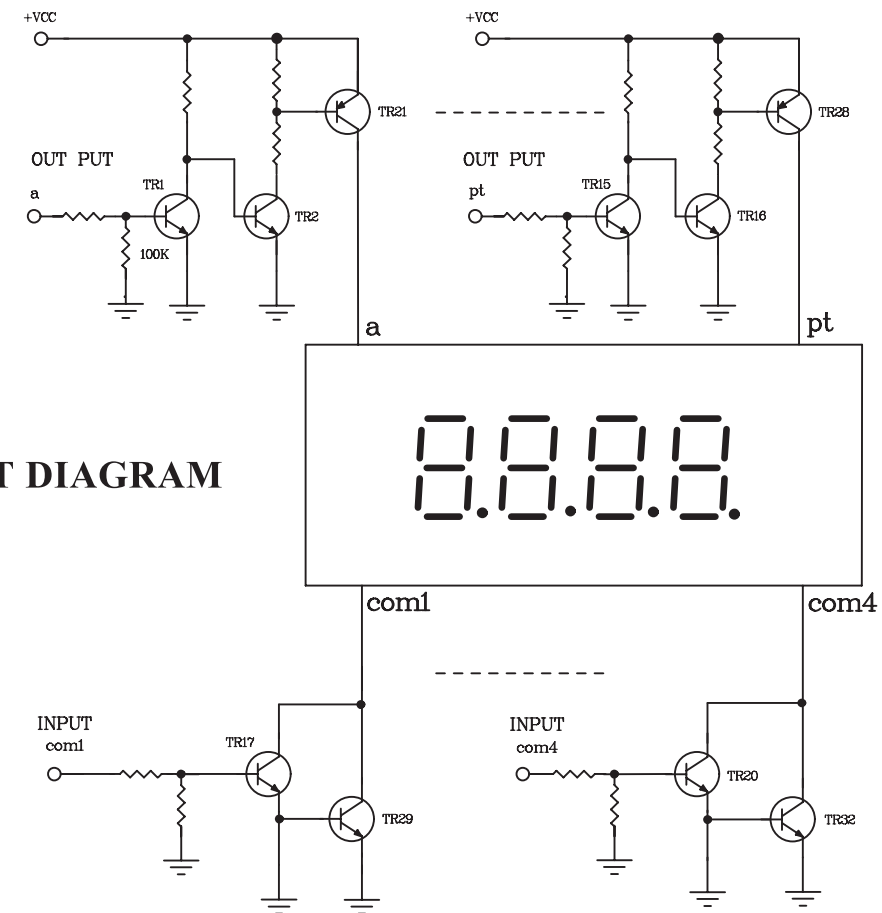 +VCC
+VCC
TR21
TR28
OUT PUT
OUT PUT
a
TR1
pt
TR15
TR2
TR16
100K
a
pt
8.8.8.8.
T DIAGRAM
com1
com4
INPUT
com1
TR17
INPUT
com4
TR20
TR29
TR32